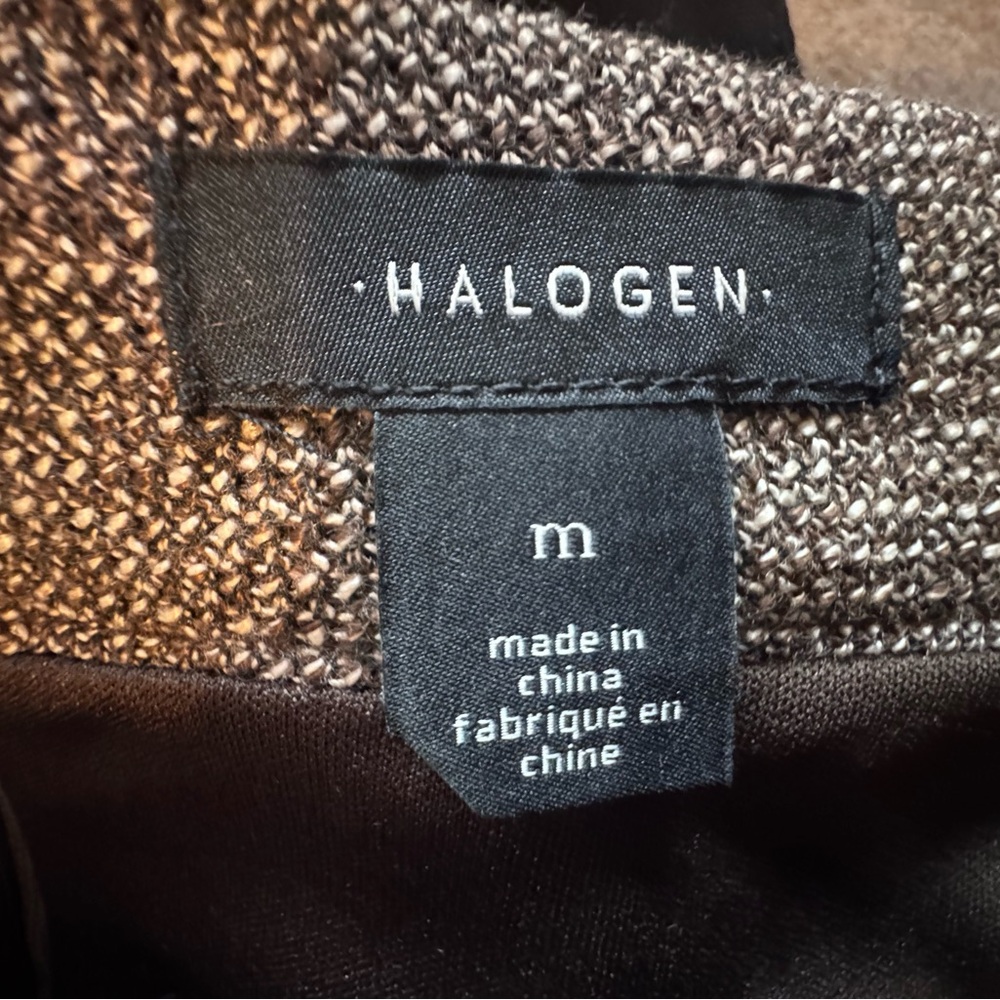 ·HALOGEN·
m
made in
china
fabriqué en
chine